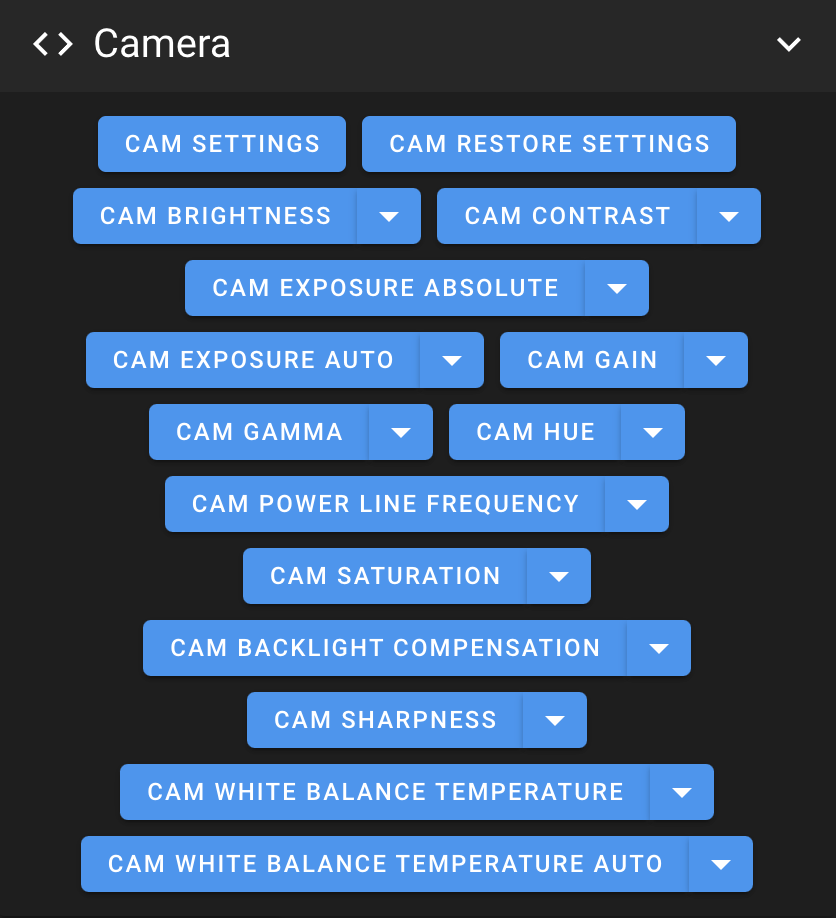 Camera
CAM SETTINGS CAM RESTORE SETTINGS
CAM BRIGHTNESS CAM CONTRAST
CAM EXPOSURE ABSOLUTE
CAM EXPOSURE AUTO CAM GAIN
CAM GAMMA CAM HUE
CAM POWER LINE FREQUENCY
CAM SATURATION
CAM BACKLIGHT COMPENSATION
CAM SHARPNESS
CAM WHITE BALANCE TEMPERATURE
CAM WHITE BALANCE TEMPERATURE AUTO